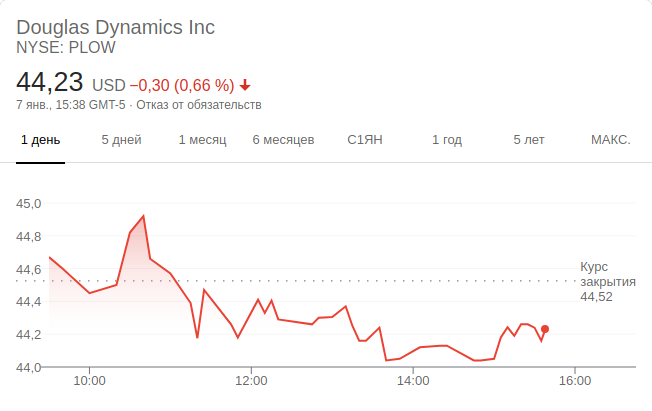 Douglas Dynamics Inc
NYSE: PLOW
44,23 USD −0,30 (0,66 %)
7 янв., 15:38 GMT-5 · Отказ от обязательств
1 день 5 дней 1 месяц 6 месяцев С1ЯН 1 год 5 лет МАКС.
45,0
44,8
44,6
44,4
44,2
44,0
Курс
закрытия
44,52
10:00 12:00 14:00 16:00